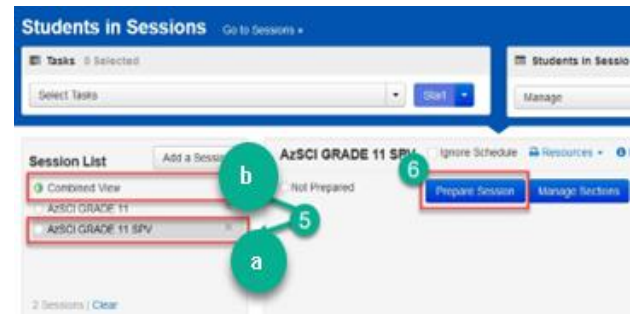 Students in Sessions Go to Sessions »
Tasks 0 Selected
Students in Sessio
Select Tasks
Start
Manage
Session List
Add a Sessio
AzSCI GRADE 11 SPV
Ignore Schedule
Resources
6
Combined View
b
Not Prepared
Prepare Session
Manage Sections
AzSCI GRADE 11
5
AzSCI GRADE 11 SPV
a
2 Sessions | Clear